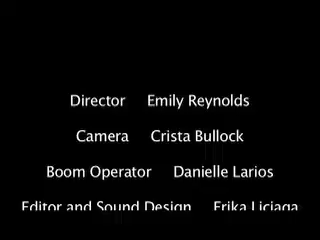 Director Emily Reynolds
Camera Crista Bullock
Boom Operator Danielle Larios
Editor and Sound Design Erika Liciaga